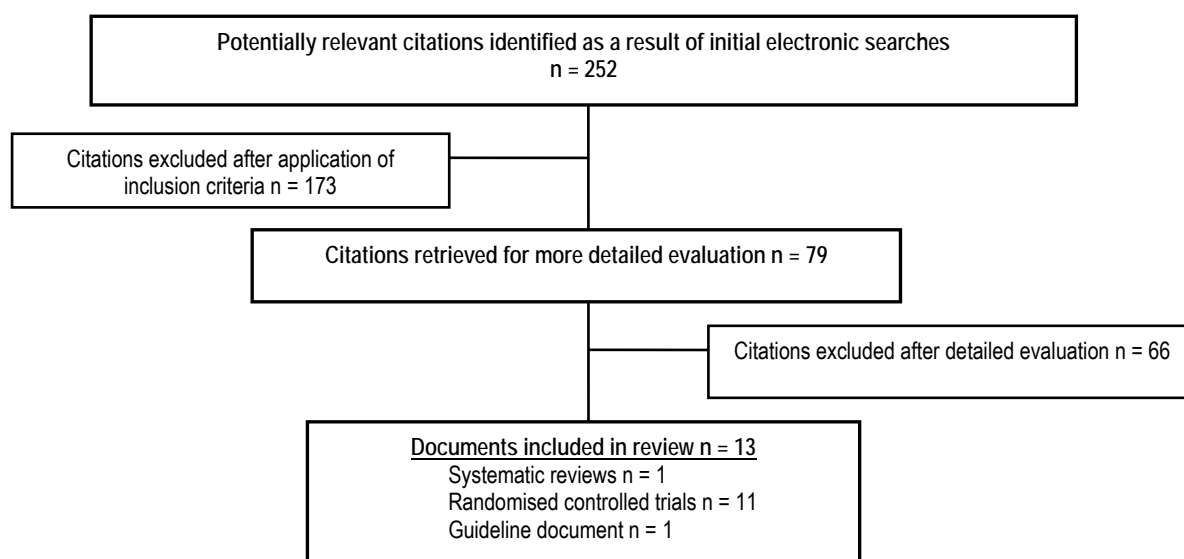 Potentially relevant citations identified as a result of initial electronic searches
n = 252
Citations excluded after application of
inclusion criteria n = 173
Citations retrieved for more detailed evaluation n = 79
Citations excluded after detailed evaluation n = 66
Documents included in review n = 13
Systematic reviews n = 1
Randomised controlled trials n = 11
Guideline document n = 1